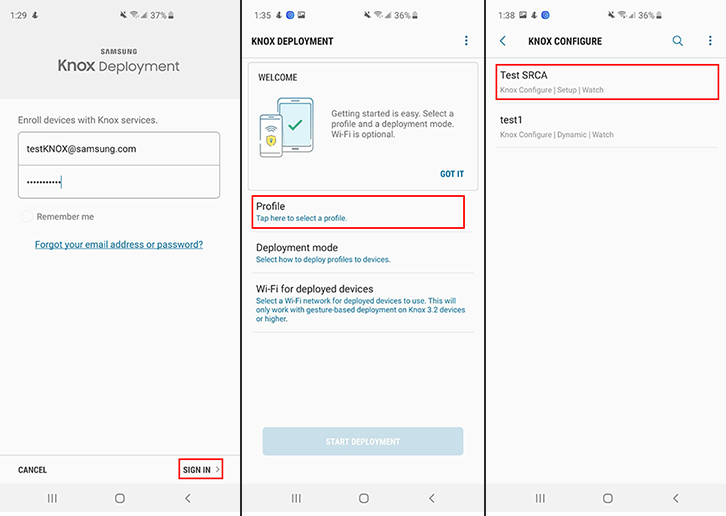 1:29 37%
SAMSUNG
Knox Deployment
Enroll devices with Knox services.
testKNOX@samsung.com
•••••••••••
Remember me
Forgot your email address or password?
CANCEL SIGN IN >
1:35 36%
KNOX DEPLOYMENT
WELCOME
Getting started is easy. Select a
profile and a deployment mode.
Wi-Fi is optional.
GOT IT
Profile
Tap here to select a profile.
Deployment mode
Select how to deploy profiles to devices.
Wi-Fi for deployed devices
Select a Wi-Fi network for deployed devices to use. This will
only work with gesture-based deployment on Knox 3.2 devices
or higher.
START DEPLOYMENT
1:38 36%
KNOX CONFIGURE
Test SRCA
Knox Configure | Setup | Watch
test1
Knox Configure | Dynamic | Watch